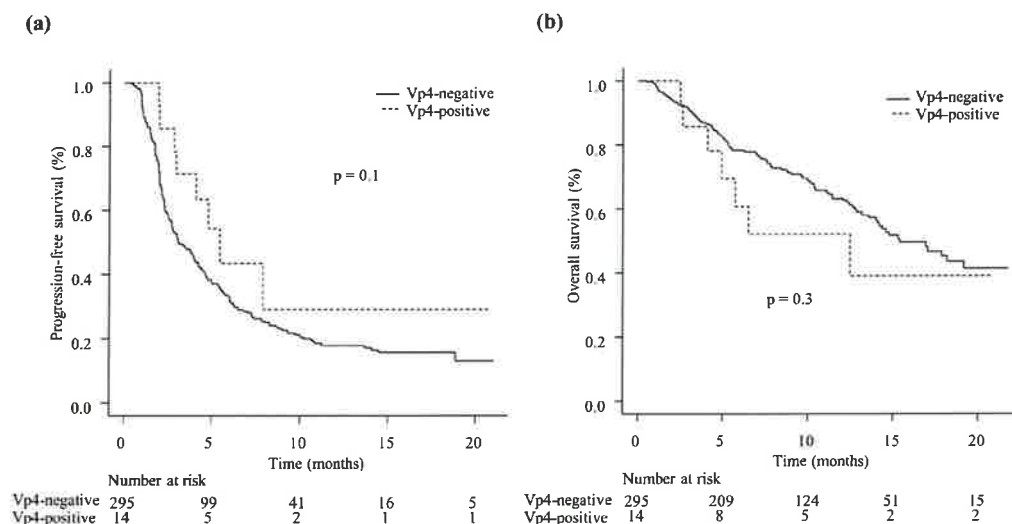 (a)
Progression-free survival (%)
1.0
0.8
0.6
0.4
0.2
0.0
Vp4-negative
Vp4-positive
p = 0.1
0 5 10 15 20
Time (months)
Number at risk
Vp4-negative 295 99 41 16 5
Vp4-positive 14 5 2 1 1
(b)
Overall survival (%)
1.0
0.8
0.6
0.4
0.2
0.0
Vp4-negative
Vp4-positive
p = 0.3
0 5 10 15 20
Time (months)
Number at risk
Vp4-negative 295 209 124 51 15
Vp4-positive 14 8 5 2 2